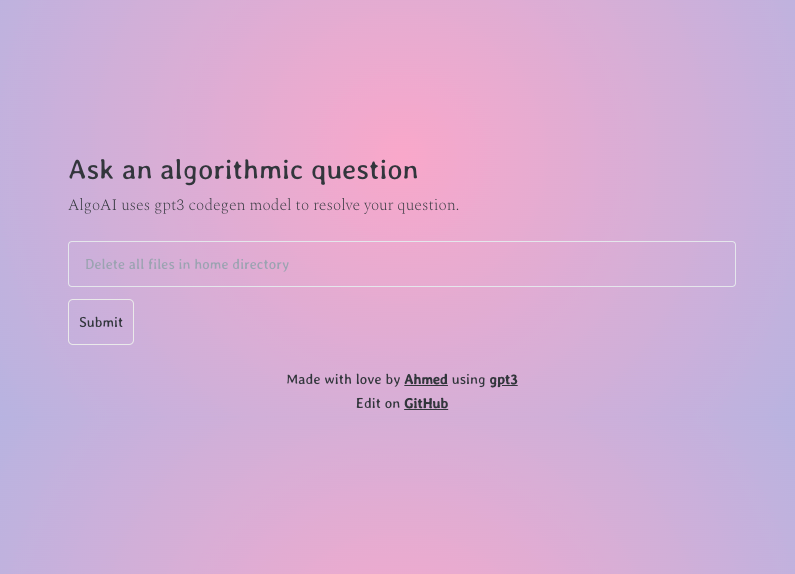 Ask an algorithmic question
AlgoAI uses gpt3 codegen model to resolve your question.
Delete all files in home directory
Submit
Made with love by Ahmed using gpt3
Edit on GitHub